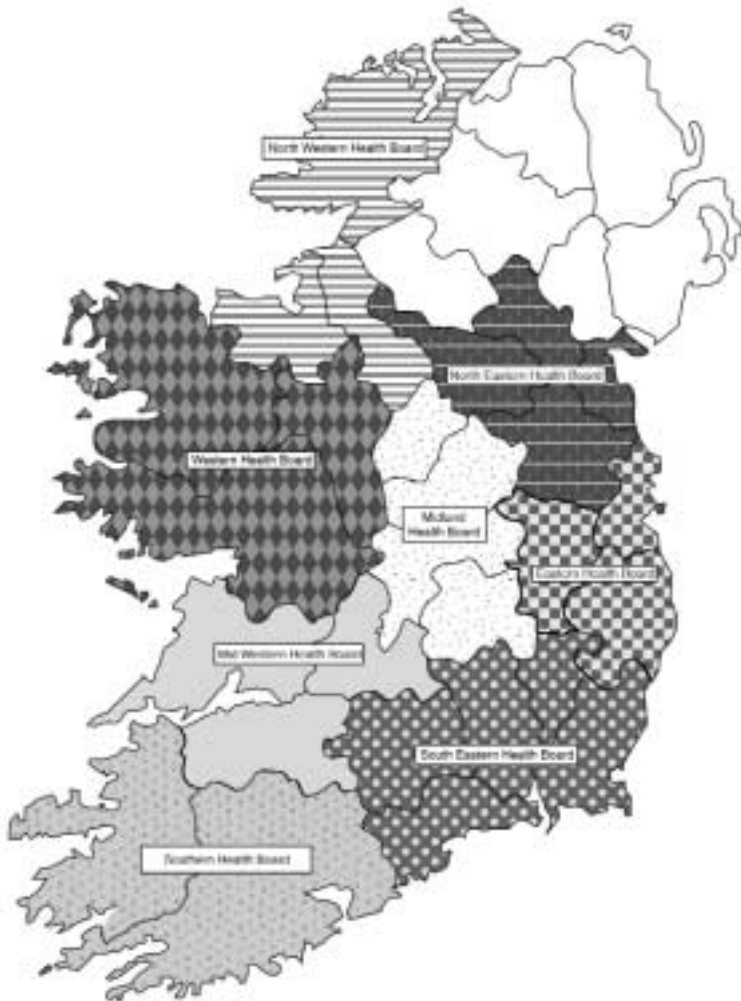 North Western Health Board
North Eastern Health Board
Western Health Board
Midland
Health Board
Eastern Health Board
Mid Western Health Board
South Eastern Health Board
Southern Health Board